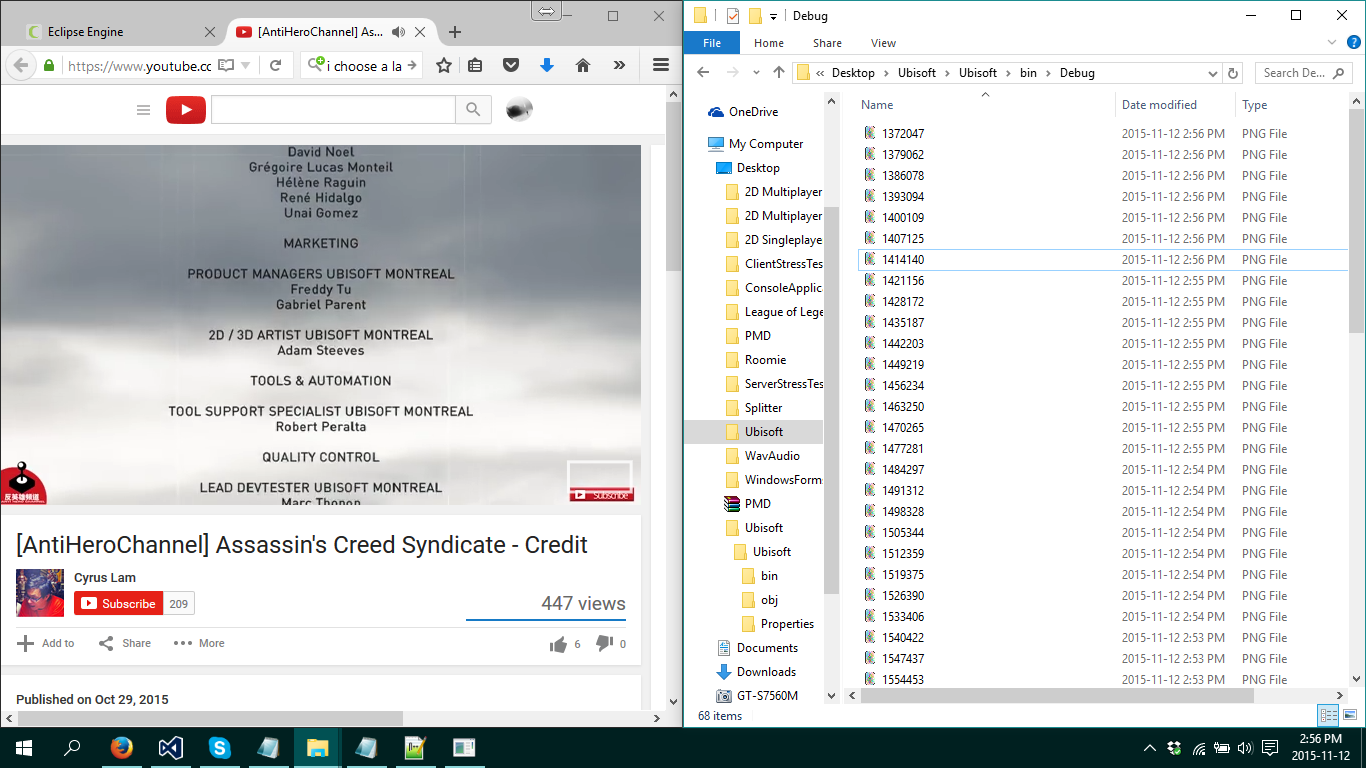 Eclipse Engine
[AntiHeroChannel] As...
https://www.youtube.cc
i choose a la
David Noel
Grégoire Lucas Monteil
Hélène Raguin
René Hidalgo
Unai Gomez
MARKETING
PRODUCT MANAGERS UBISOFT MONTREAL
Freddy Tu
Gabriel Parent
2D / 3D ARTIST UBISOFT MONTREAL
Adam Steeves
TOOLS & AUTOMATION
TOOL SUPPORT SPECIALIST UBISOFT MONTREAL
Robert Peralta
QUALITY CONTROL
LEAD DEVTESTER UBISOFT MONTREAL
Marc Thonon
反英雄頻道
Subscribe
[AntiHeroChannel] Assassin's Creed Syndicate - Credit
Cyrus Lam
Subscribe 209
447 views
Add to Share More 6 0
Published on Oct 29, 2015
Debug
File Home Share View
« Desktop Ubisoft Ubisoft bin Debug
Search De...
OneDrive
My Computer
Desktop
2D Multiplayer
2D Multiplayer
2D Singleplaye
ClientStressTes
ConsoleApplic
League of Lege
PMD
Roomie
ServerStressTes
Splitter
Ubisoft
WavAudio
WindowsForm
PMD
Ubisoft
Ubisoft
bin
obj
Properties
Documents
Downloads
GT-S7560M
Name Date modified Type
1372047 2015-11-12 2:56 PM PNG File
1379062 2015-11-12 2:56 PM PNG File
1386078 2015-11-12 2:56 PM PNG File
1393094 2015-11-12 2:56 PM PNG File
1400109 2015-11-12 2:56 PM PNG File
1407125 2015-11-12 2:56 PM PNG File
1414140 2015-11-12 2:56 PM PNG File
1421156 2015-11-12 2:55 PM PNG File
1428172 2015-11-12 2:55 PM PNG File
1435187 2015-11-12 2:55 PM PNG File
1442203 2015-11-12 2:55 PM PNG File
1449219 2015-11-12 2:55 PM PNG File
1456234 2015-11-12 2:55 PM PNG File
1463250 2015-11-12 2:55 PM PNG File
1470265 2015-11-12 2:55 PM PNG File
1477281 2015-11-12 2:55 PM PNG File
1484297 2015-11-12 2:54 PM PNG File
1491312 2015-11-12 2:54 PM PNG File
1498328 2015-11-12 2:54 PM PNG File
1505344 2015-11-12 2:54 PM PNG File
1512359 2015-11-12 2:54 PM PNG File
1519375 2015-11-12 2:54 PM PNG File
1526390 2015-11-12 2:54 PM PNG File
1533406 2015-11-12 2:54 PM PNG File
1540422 2015-11-12 2:53 PM PNG File
1547437 2015-11-12 2:53 PM PNG File
1554453 2015-11-12 2:53 PM PNG File
68 items
2:56 PM
2015-11-12